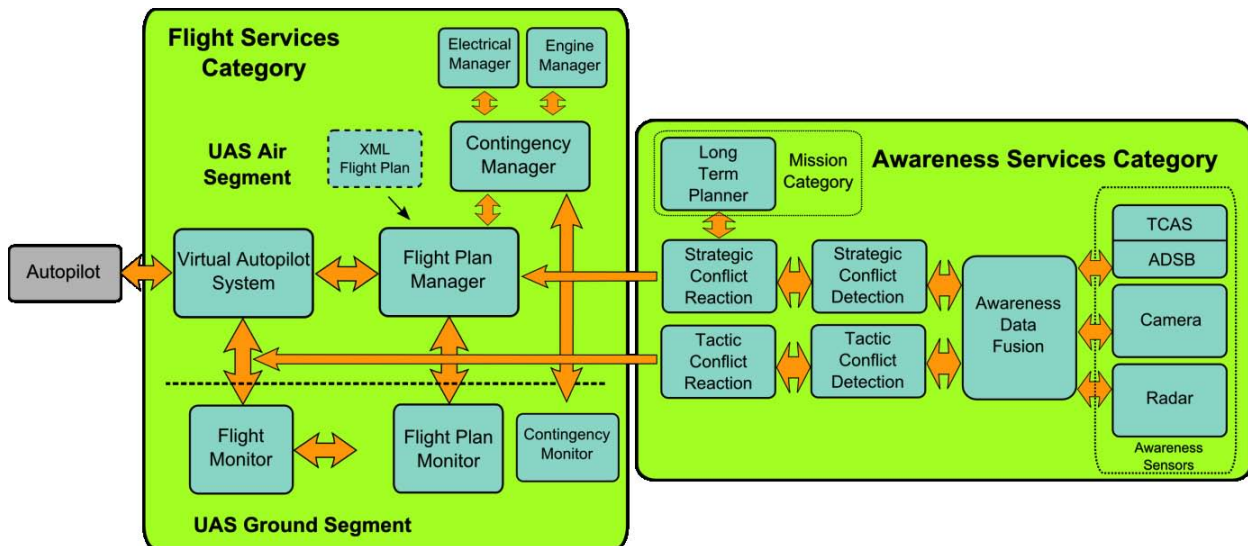 Flight Services
Category
Electrical
Manager
Engine
Manager
UAS Air
Segment
XML
Flight Plan
Contingency
Manager
Autopilot
Virtual Autopilot
System
Flight Plan
Manager
Flight
Monitor
Flight Plan
Monitor
Contingency
Monitor
UAS Ground Segment
Long
Term
Planner
Mission
Category
Awareness Services Category
Strategic
Conflict
Reaction
Strategic
Conflict
Detection
Tactic
Conflict
Reaction
Tactic
Conflict
Detection
Awareness
Data
Fusion
TCAS
ADSB
Camera
Radar
Awareness
Sensors